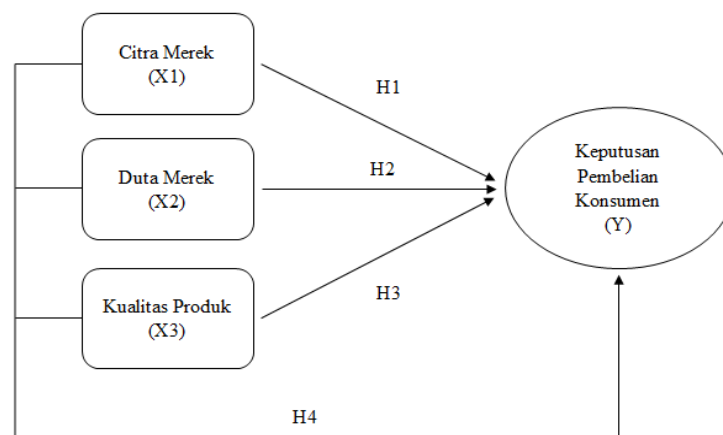 Citra Merek
(X1)
H1
Duta Merek
(X2)
H2
Keputusan
Pembelian
Konsumen
(Y)
Kualitas Produk
(X3)
H3
H4